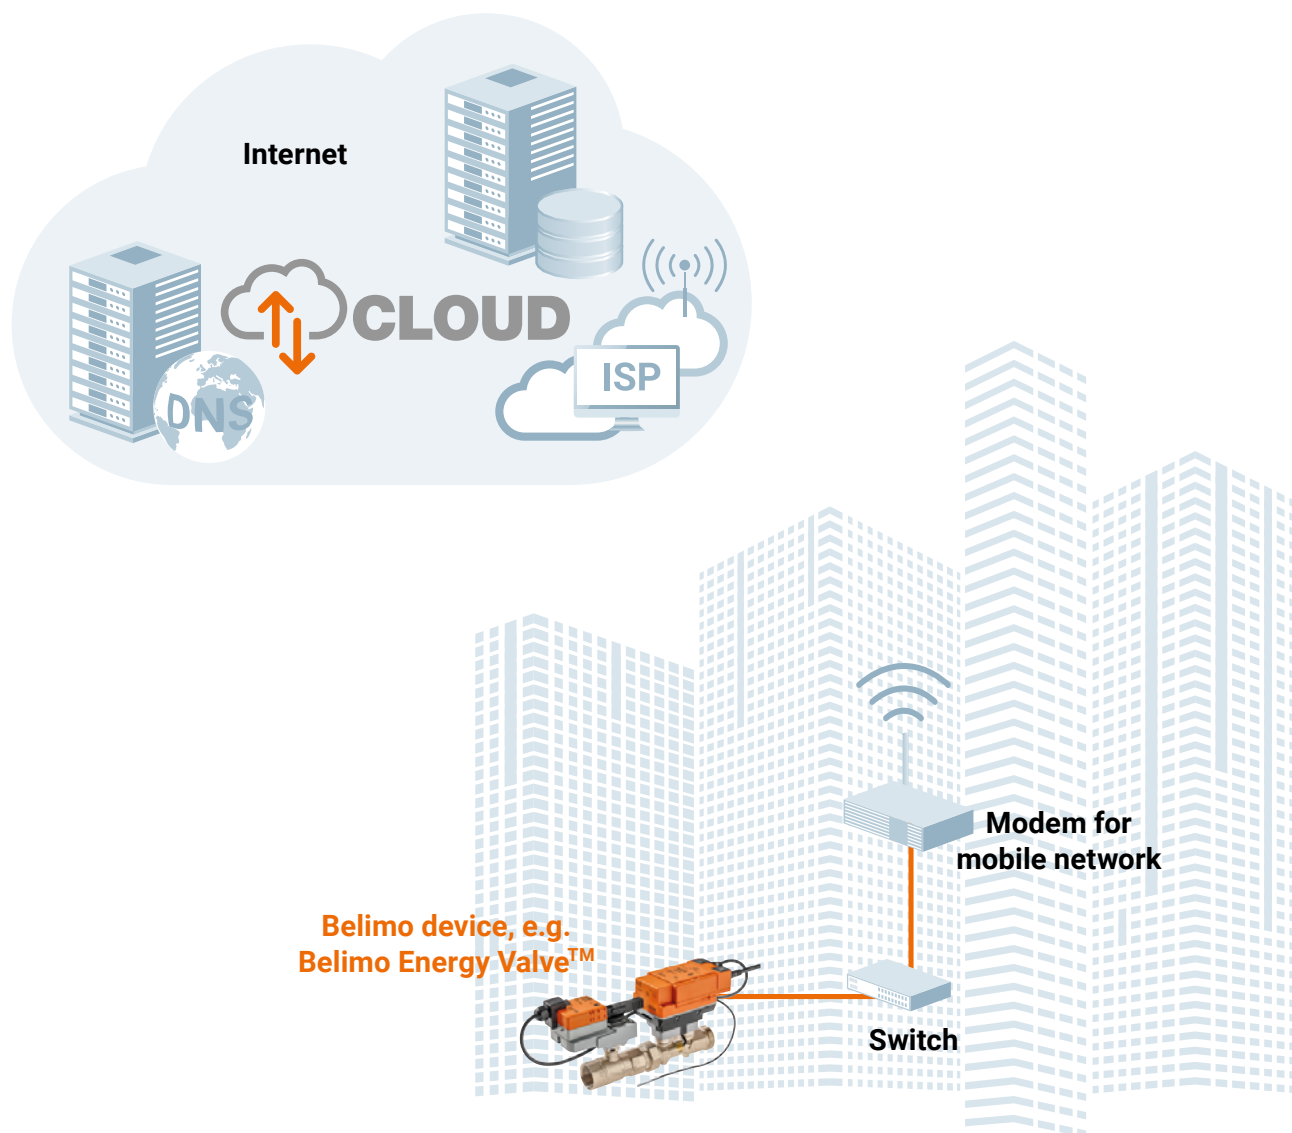 Internet
CLOUD
ISP
DNS
Modem for
mobile network
Belimo device, e.g.
Belimo Energy Valve™
Switch